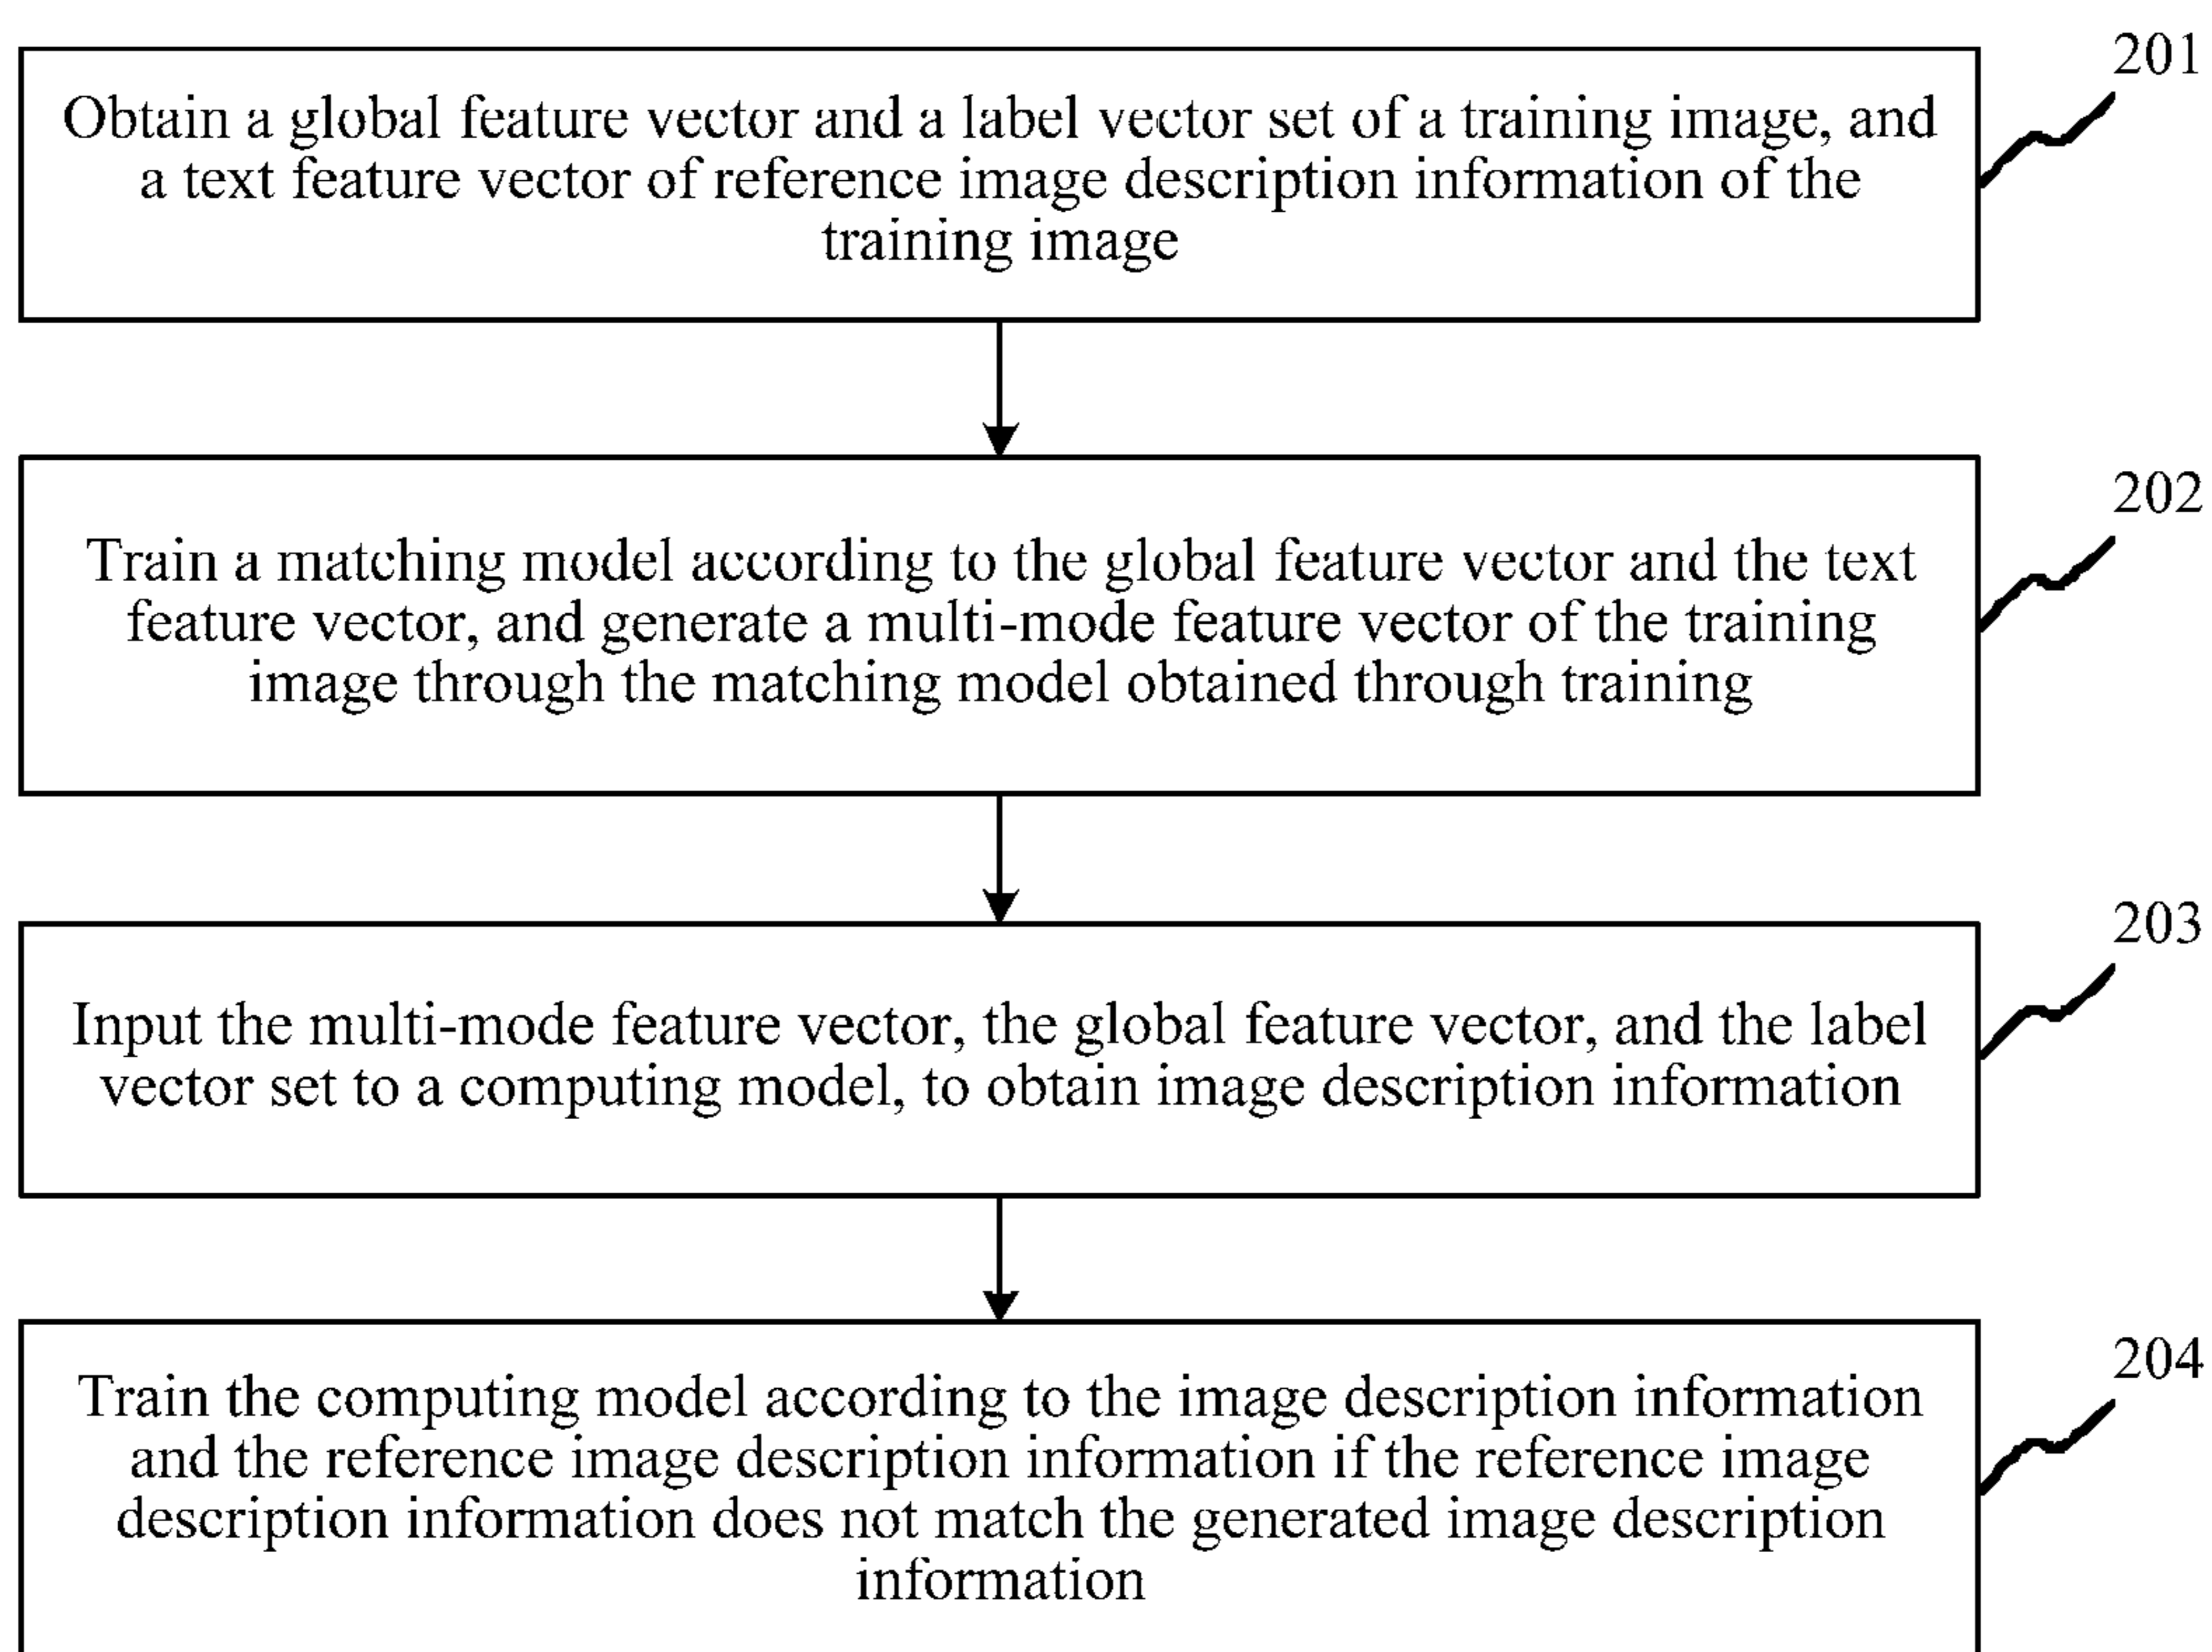 201
Obtain a global feature vector and a label vector set of a training image, and
a text feature vector of reference image description information of the
training image
202
Train a matching model according to the global feature vector and the text
feature vector, and generate a multi-mode feature vector of the training
image through the matching model obtained through training
203
Input the multi-mode feature vector, the global feature vector, and the label
vector set to a computing model, to obtain image description information
204
Train the computing model according to the image description information
and the reference image description information if the reference image
description information does not match the generated image description
information